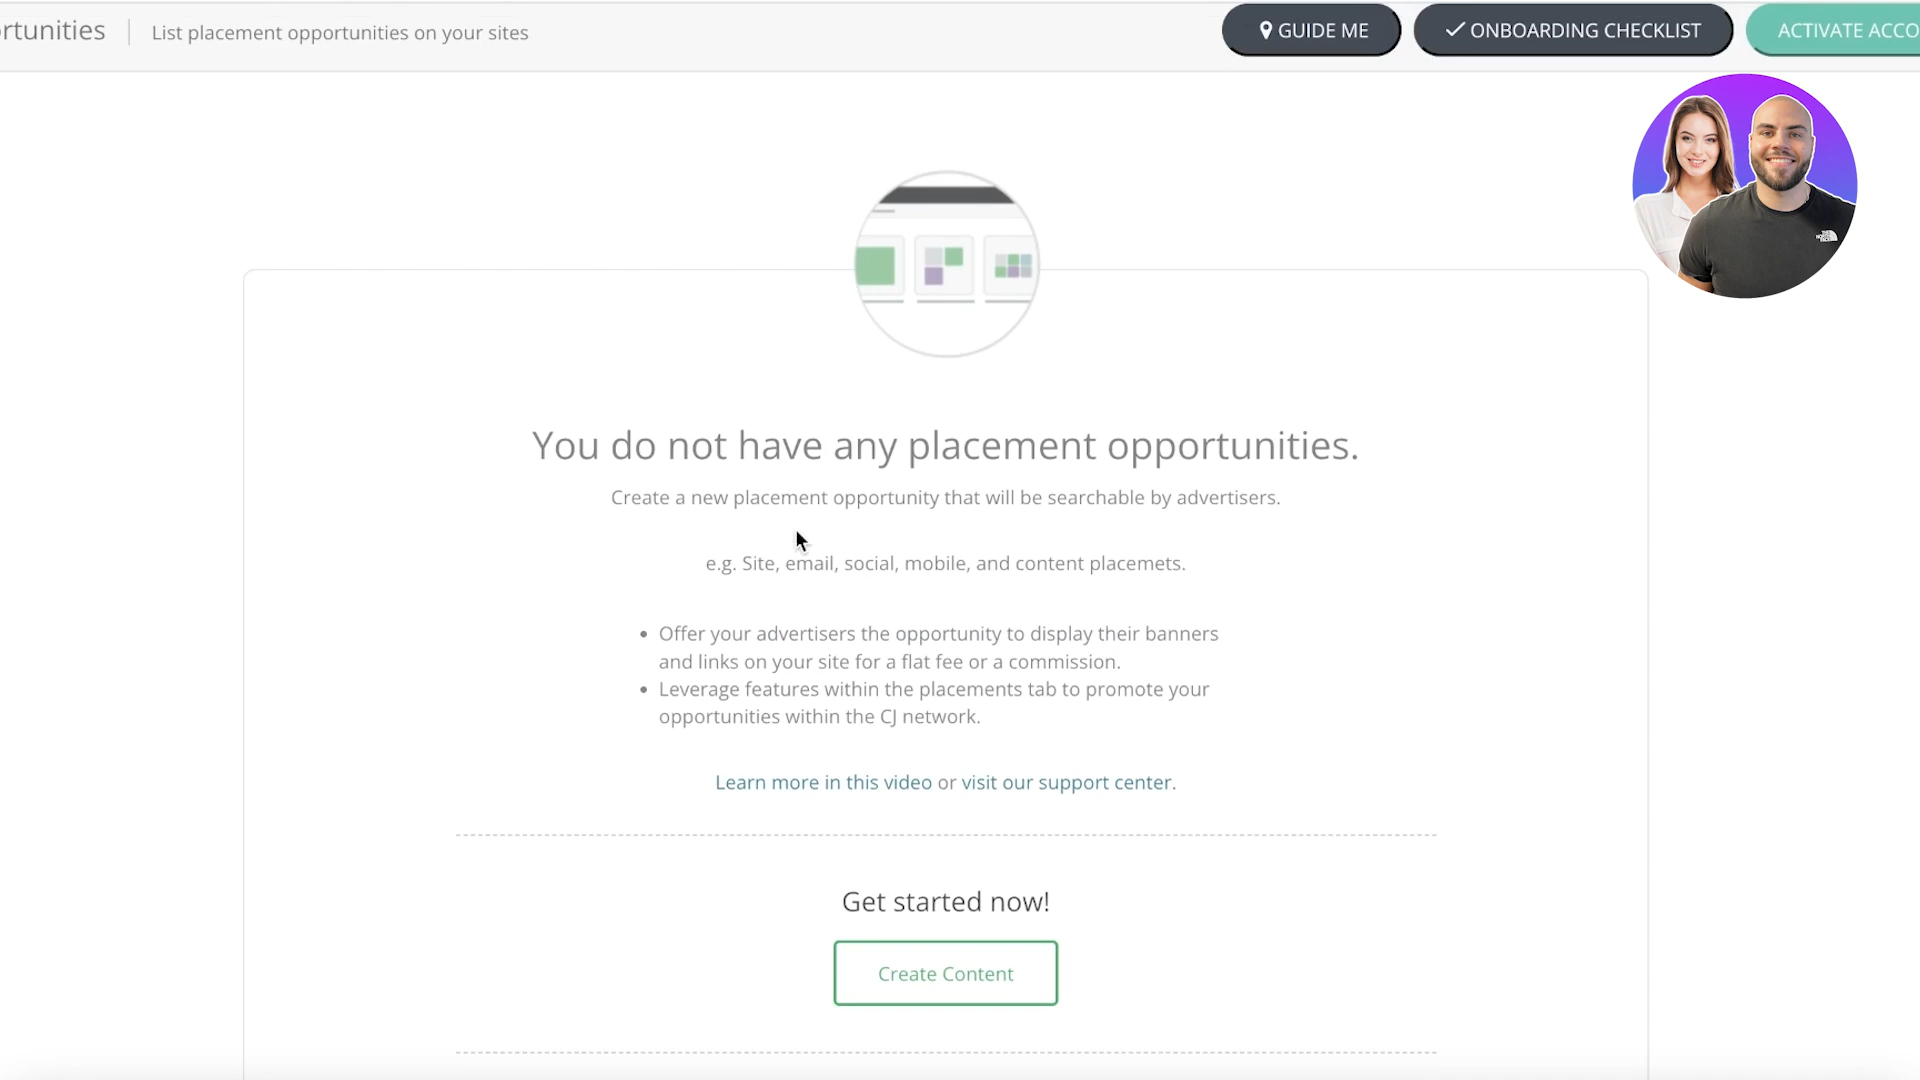 rtunities
List placement opportunities on your sites
GUIDE ME
ONBOARDING CHECKLIST
ACTIVATE ACCO
You do not have any placement opportunities.
Create a new placement opportunity that will be searchable by advertisers.
e.g. Site, email, social, mobile, and content placemets.
• Offer your advertisers the opportunity to display their banners
and links on your site for a flat fee or a commission.
• Leverage features within the placements tab to promote your
opportunities within the CJ network.
Learn more in this video or visit our support center.
Get started now!
Create Content